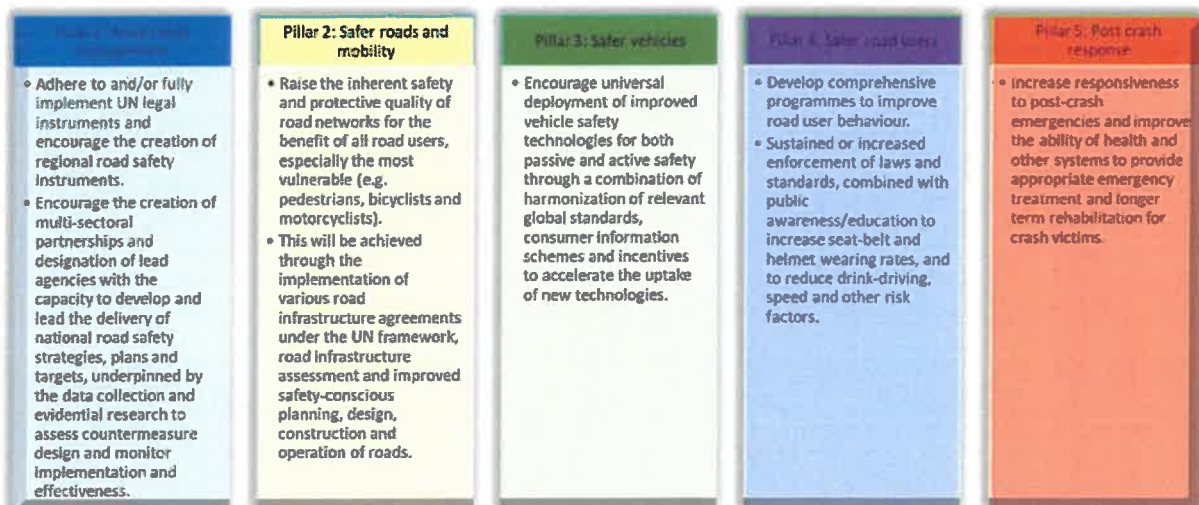 Pillar 2: Safer roads and
mobility
Pillar 3: Safer vehicles
Pillar 4: Safer road users
Pillar 5: Post crash
response
• Adhere to and/or fully
implement UN legal
instruments and
encourage the creation of
regional road safety
instruments.
• Encourage the creation of
multi-sectoral
partnerships and
designation of lead
agencies with the
capacity to develop and
lead the delivery of
national road safety
strategies, plans and
targets, underpinned by
the data collection and
evidential research to
assess countermeasure
design and monitor
implementation and
effectiveness.
• Raise the inherent safety
and protective quality of
road networks for the
benefit of all road users,
especially the most
vulnerable (e.g.
pedestrians, bicyclists and
motorcyclists).
• This will be achieved
through the
implementation of
various road
infrastructure agreements
under the UN framework,
road infrastructure
assessment and improved
safety-conscious
planning, design,
construction and
operation of roads.
• Encourage universal
deployment of improved
vehicle safety
technologies for both
passive and active safety
through a combination of
harmonization of relevant
global standards,
consumer information
schemes and incentives
to accelerate the uptake
of new technologies.
• Develop comprehensive
programmes to improve
road user behaviour.
• Sustained or increased
enforcement of laws and
standards, combined with
public
awareness/education to
increase seat-belt and
helmet wearing rates, and
to reduce drink-driving,
speed and other risk
factors.
• Increase responsiveness
to post-crash
emergencies and improve
the ability of health and
other systems to provide
appropriate emergency
treatment and longer
term rehabilitation for
crash victims.